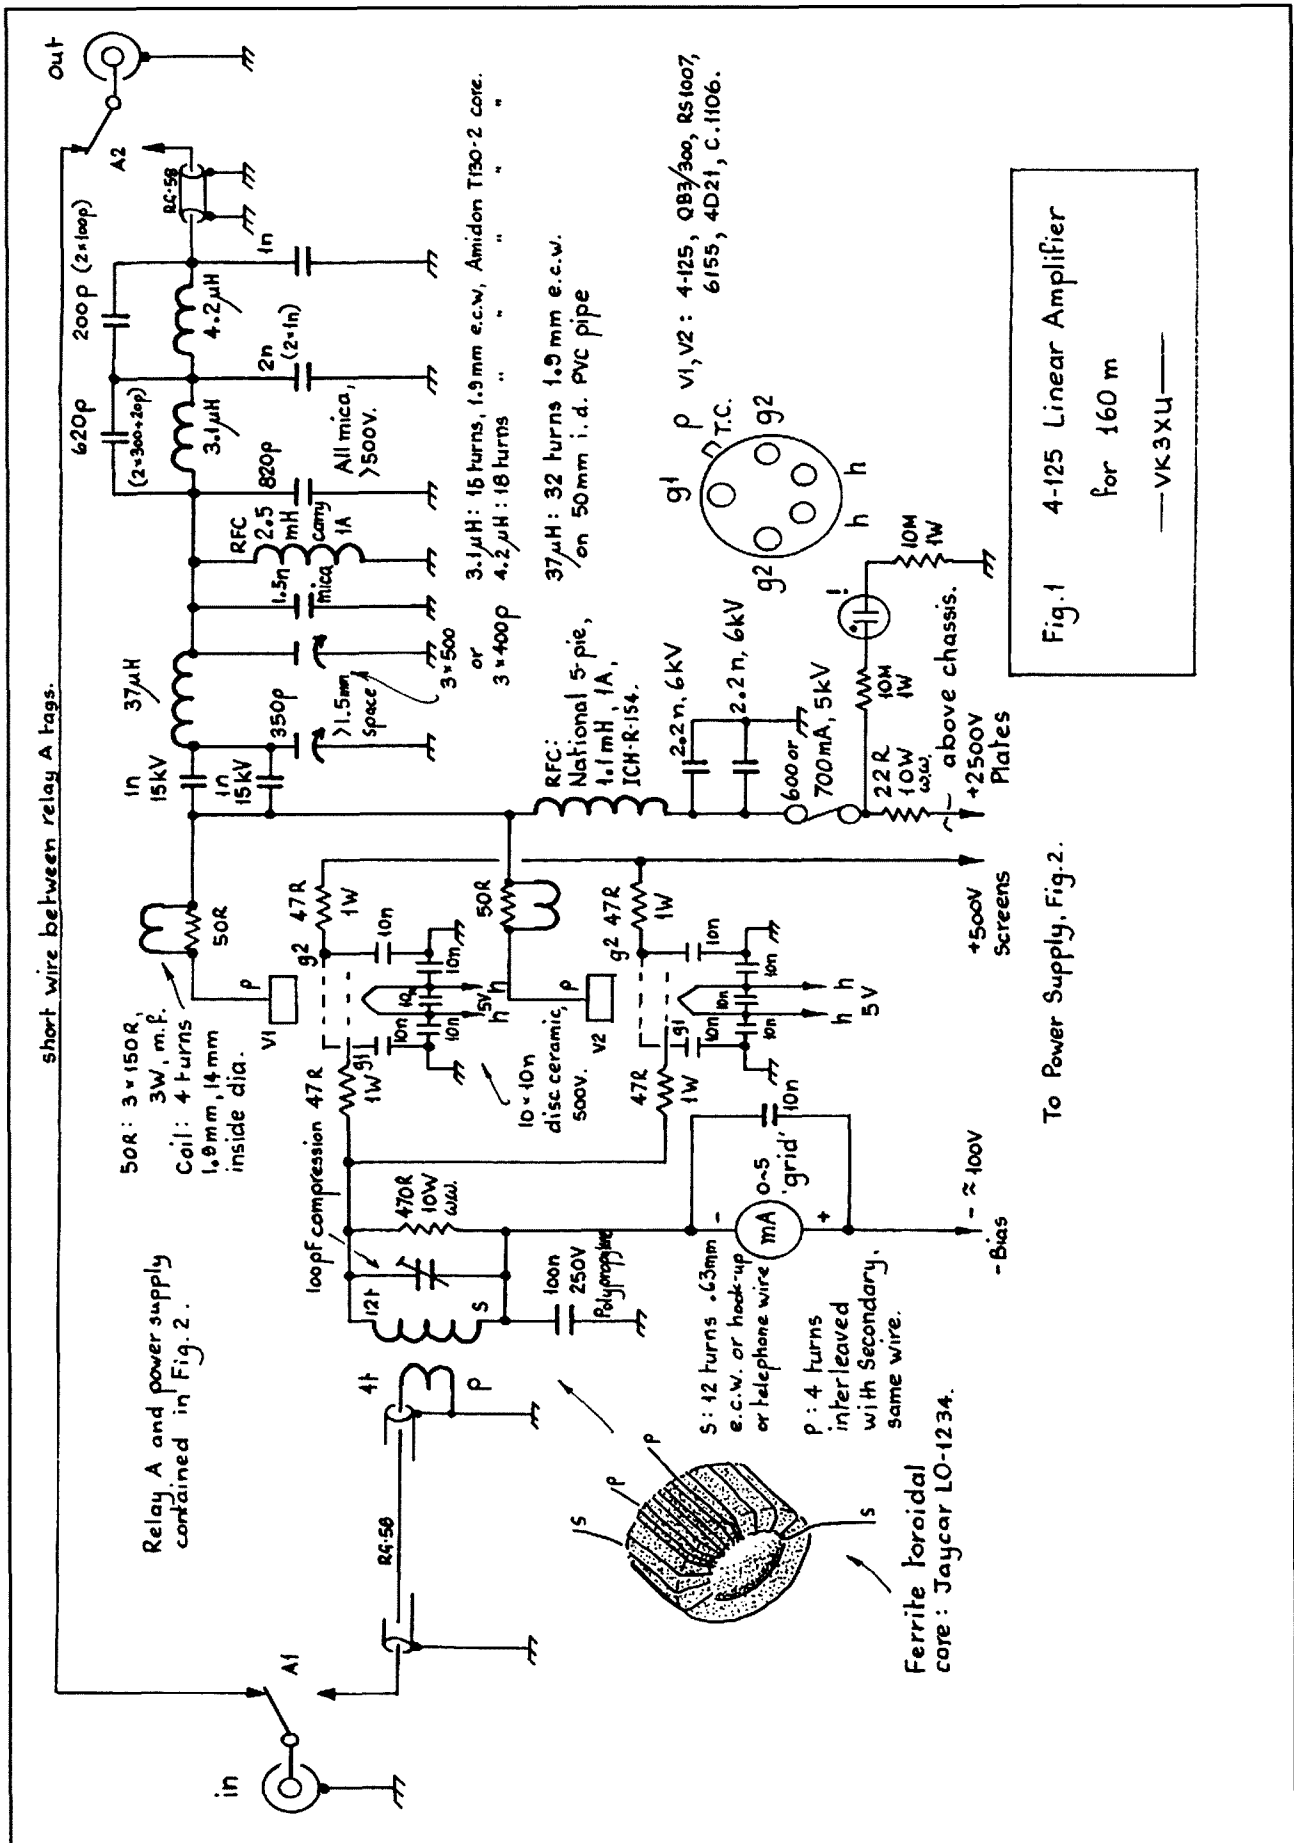 short wire between relay A tags.
in
A1
RG-58
Relay A and power supply
contained in Fig. 2.
4t
P
12t
S
100pF compression
470R
10W
w.w.
100n
250V
Polypropylene
47R
1W
g1
50R: 3×150R,
3W, m.f.
Coil: 4 turns
1.9mm, 14mm
inside dia.
50R
P
V1
47R
1W
g2
10n
10n
10n
10n
10n
h
h
5V
10×10n
disc ceramic,
500V.
50R
P
V2
47R
1W
g1
47R
1W
g2
10n
10n
10n
10n
10n
h
h
5V
1n
15kV
1n
15kV
37µH
350p
>1.5mm
space
3×500
or
3×400p
1.5n
mica
RFC
2.5
mH
carry
1A
620p
(2×300+20p)
3.1µH
820p
All mica,
>500V.
200p (2×100p)
4.2µH
2n
(2×1n)
1n
RG-58
A2
out
3.1µH: 15 turns, 1.9mm e.c.w, Amidon T130-2 core.
4.2µH: 18 turns " " " " "
37µH: 32 turns 1.9mm e.c.w.
on 50mm i.d. PVC pipe
RFC:
National 5-pie,
1.1mH, 1A,
ICH-R-154.
2.2n, 6kV
2.2n, 6kV
600 or
700mA, 5kV
22R
10W
w.w.
10M
1W
!
10M
1W
above chassis.
+2500V
Plates
+500V
Screens
To Power Supply, Fig. 2.
g1
P
T.C.
g2
g2
h
h
V1, V2: 4-125, QB3/300, RS1007,
6155, 4D21, C.1106.
10n
-
mA
+
0-5
'grid'
- ≈100V
-Bias
S: 12 turns .63mm
e.c.w. or hook-up
or telephone wire
P: 4 turns
interleaved
with Secondary,
same wire.
S
P
P
S
Ferrite toroidal
core: Jaycar LO-1234.
Fig.1 4-125 Linear Amplifier
for 160m
—VK3XU—